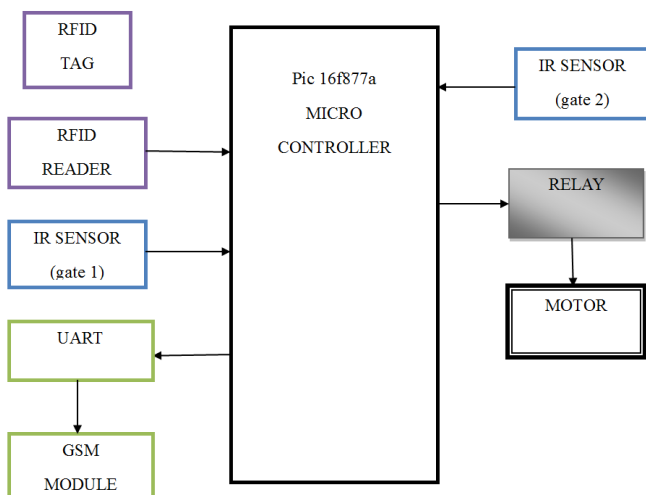 RFID
TAG
RFID
READER
IR SENSOR
(gate 1)
UART
GSM
MODULE
Pic 16f877a
MICRO
CONTROLLER
IR SENSOR
(gate 2)
RELAY
MOTOR